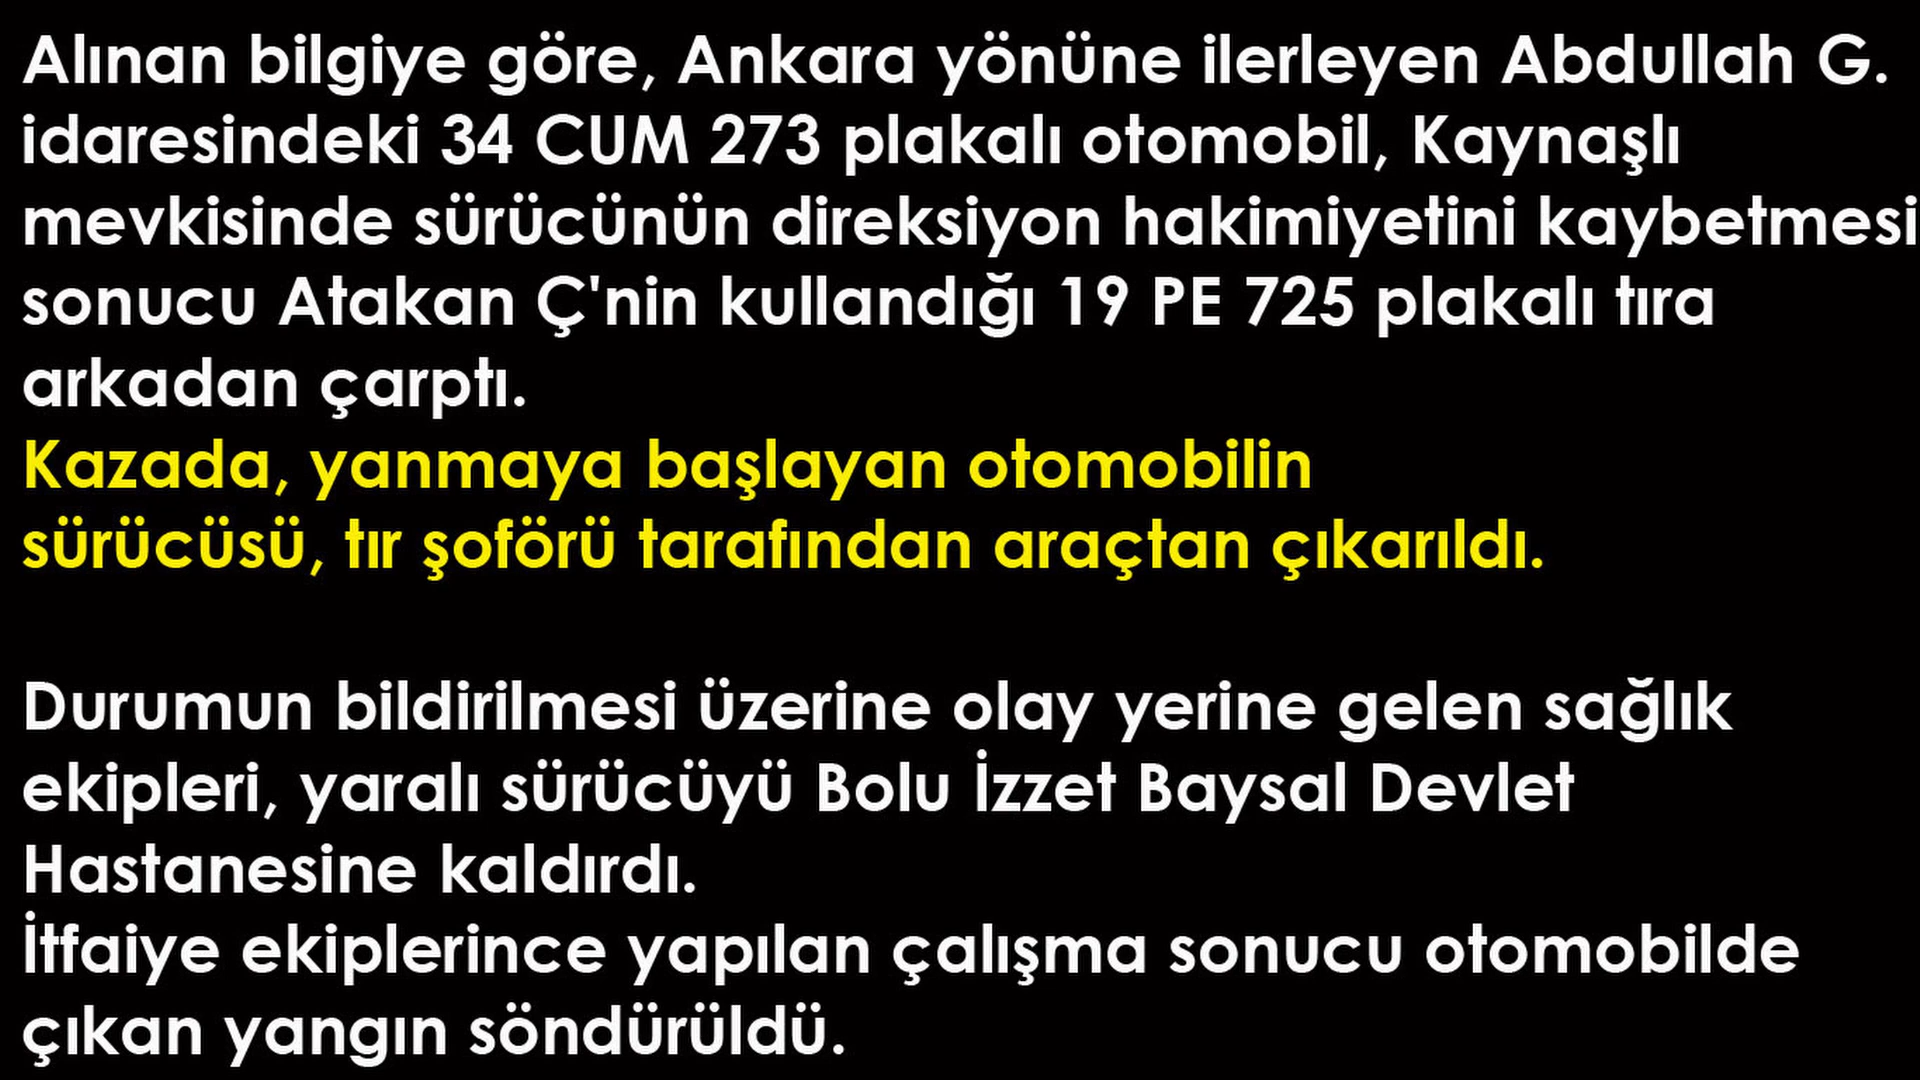 Alınan bilgiye göre, Ankara yönüne ilerleyen Abdullah G.
idaresindeki 34 CUM 273 plakalı otomobil, Kaynaşlı
mevkisinde sürücünün direksiyon hakimiyetini kaybetmesi
sonucu Atakan Ç'nin kullandığı 19 PE 725 plakalı tıra
arkadan çarptı.
Kazada, yanmaya başlayan otomobilin
sürücüsü, tır şoförü tarafından araçtan çıkarıldı.
Durumun bildirilmesi üzerine olay yerine gelen sağlık
ekipleri, yaralı sürücüyü Bolu İzzet Baysal Devlet
Hastanesine kaldırdı.
İtfaiye ekiplerince yapılan çalışma sonucu otomobilde
çıkan yangın söndürüldü.